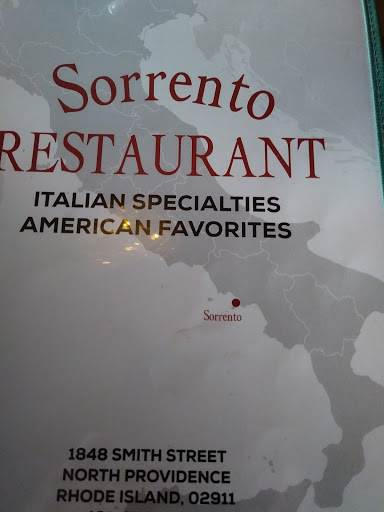 Sorrento
RESTAURANT
ITALIAN SPECIALTIES
AMERICAN FAVORITES
Sorrento
1848 SMITH STREET
NORTH PROVIDENCE
RHODE ISLAND, 02911